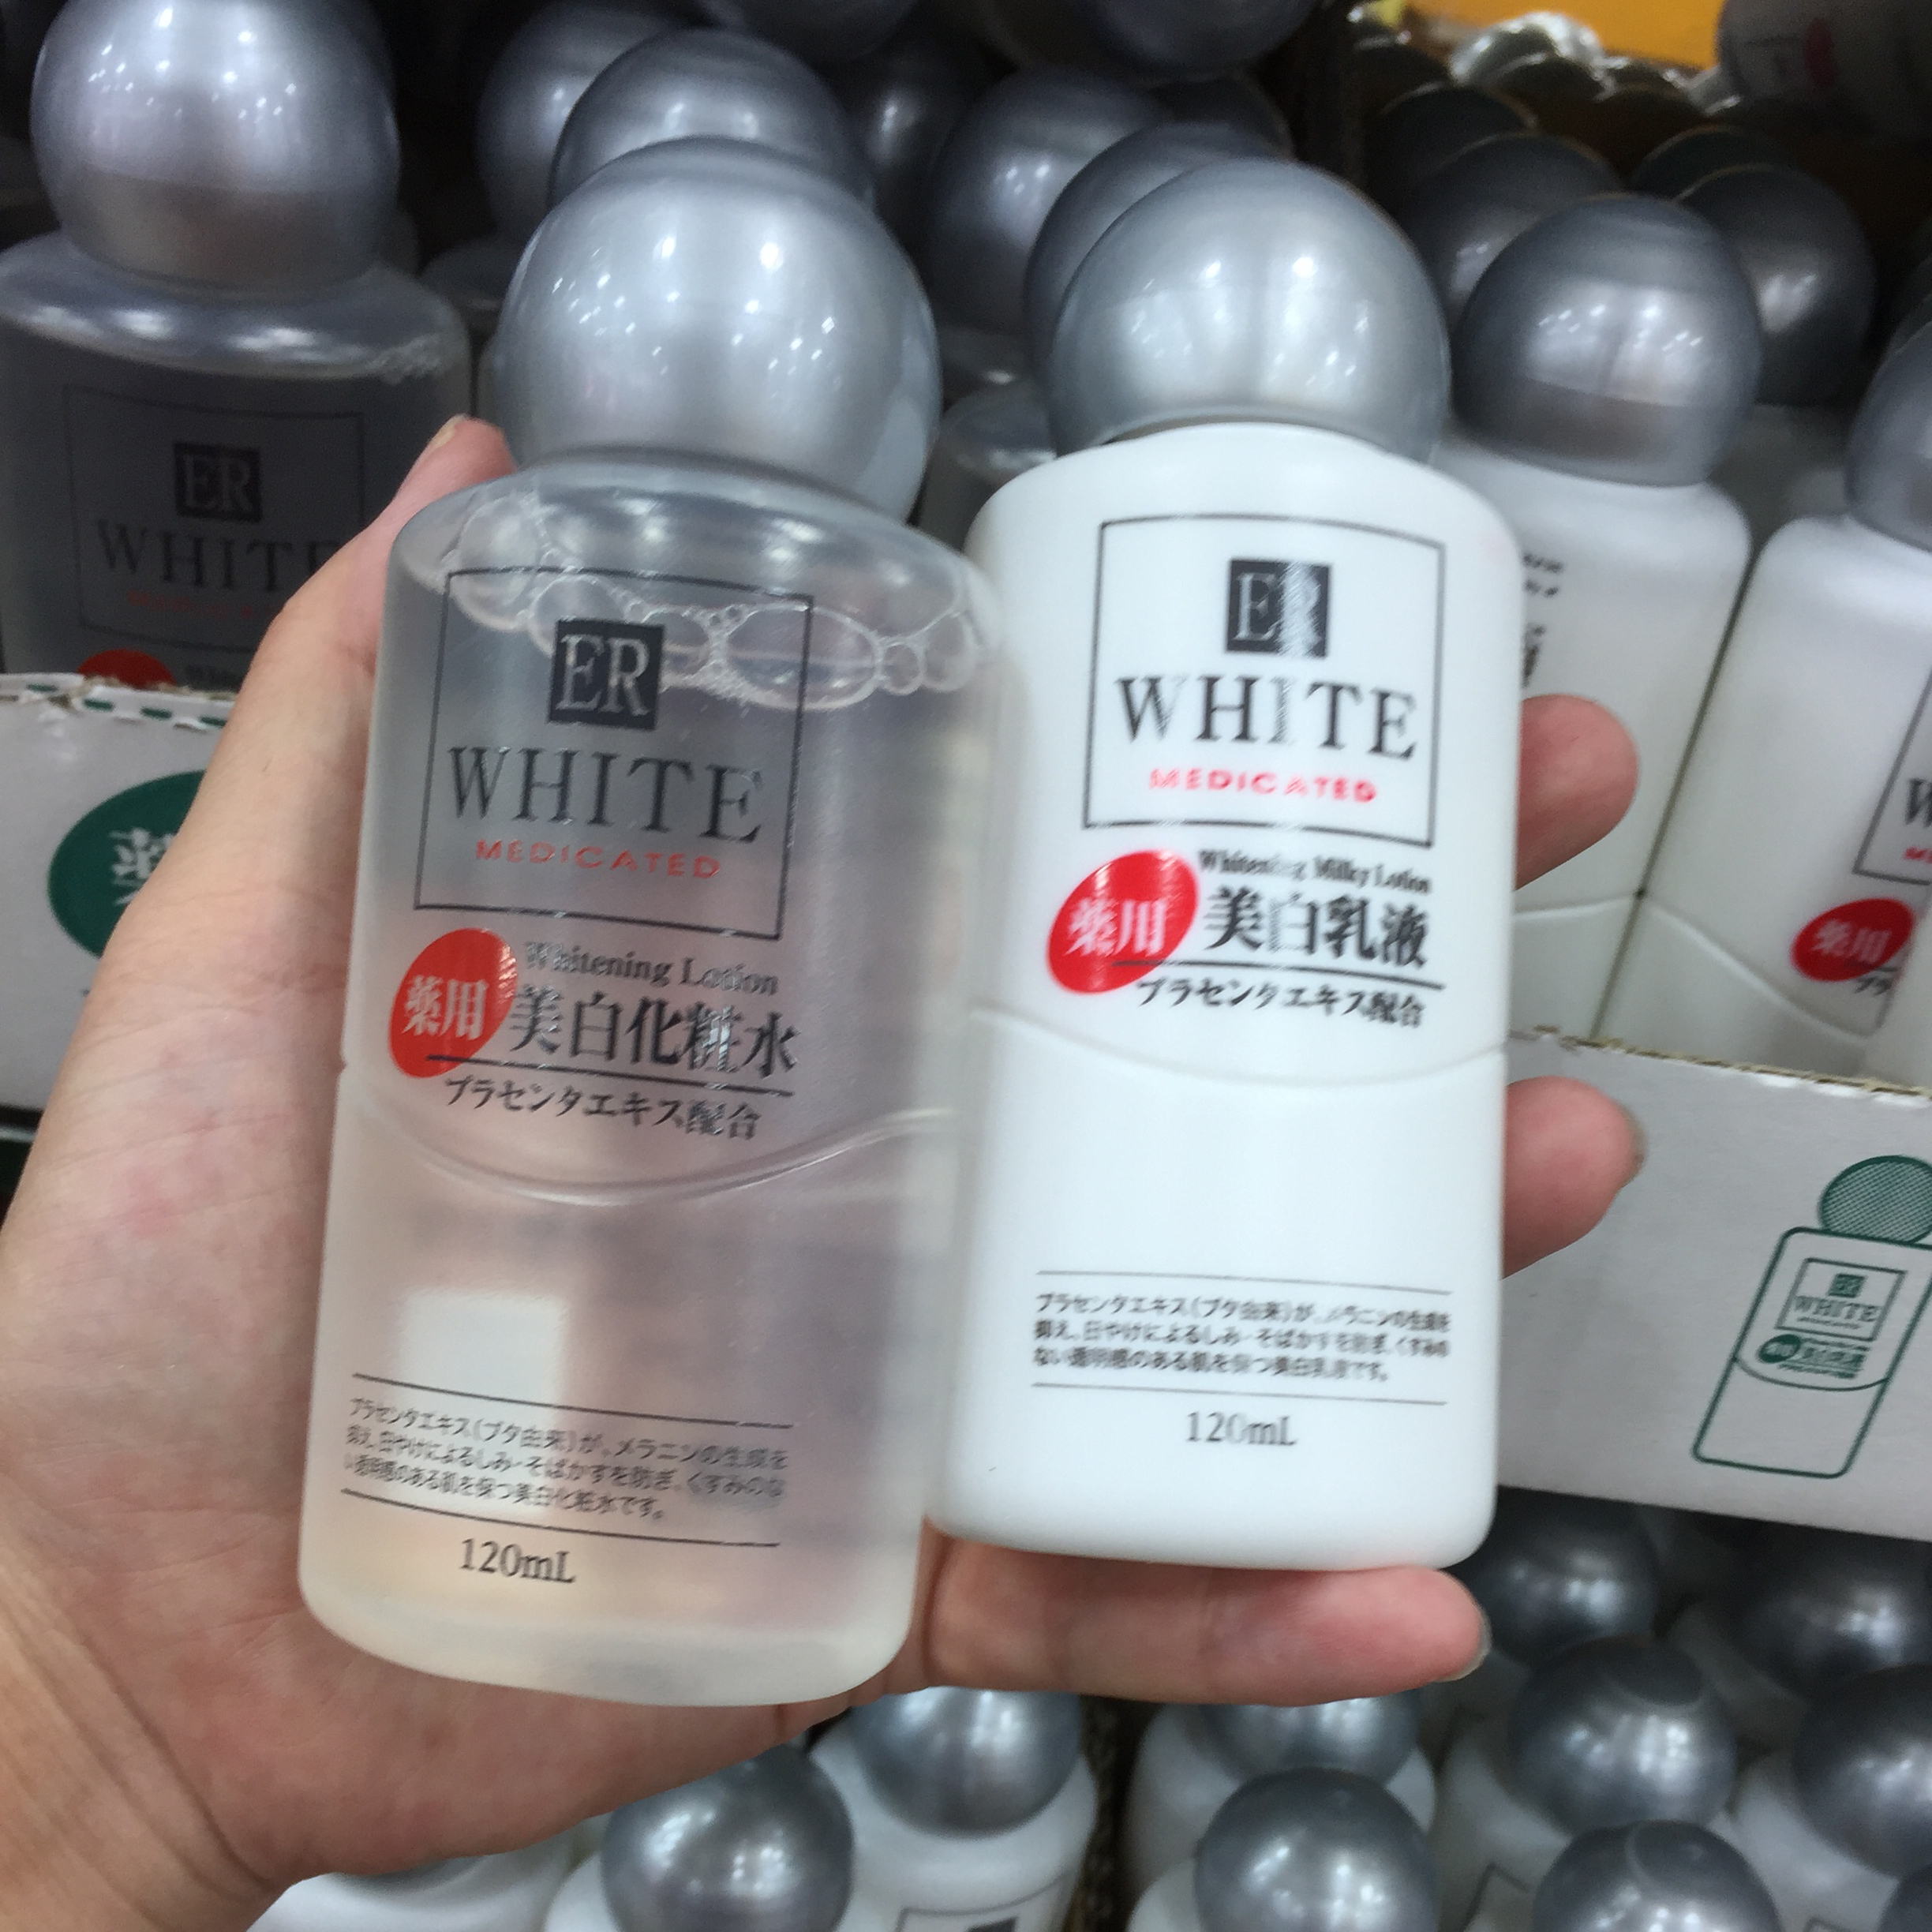 ER
WHITE
MEDICATED
Whitening Lotion
薬用 美白化粧水
プラセンタエキス配合
プラセンタエキス(ブタ由来)が、メラニンの生成を
抑え、日やけによるしみ・そばかすを防ぎ、くすみのな
い透明感のある肌を保つ美白化粧水です。
120mL
ER
WHITE
MEDICATED
Whitening Milky Lotion
薬用 美白乳液
プラセンタエキス配合
プラセンタエキス(ブタ由来)が、メラニンの生成を
抑え、日やけによるしみ・そばかすを防ぎ、くすみの
ない透明感のある肌を保つ美白乳液です。
120mL
ER
WHITE
薬
薬用
W
WHITE